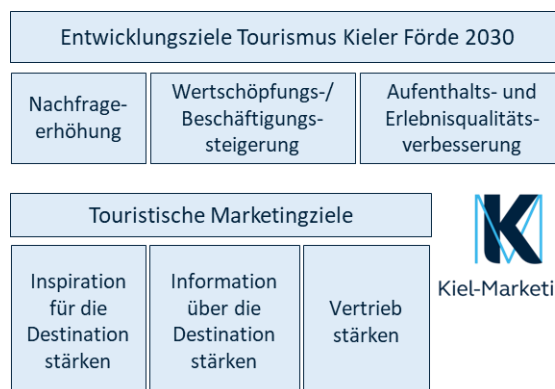 Entwicklungsziele Tourismus Kieler Förde 2030
Nachfrage-
erhöhung
Wertschöpfungs-/
Beschäftigungs-
steigerung
Aufenthalts- und
Erlebnisqualitäts-
verbesserung
Touristische Marketingziele
Inspiration
für die
Destination
stärken
Information
über die
Destination
stärken
Vertrieb
stärken
K
Kiel-Marketi